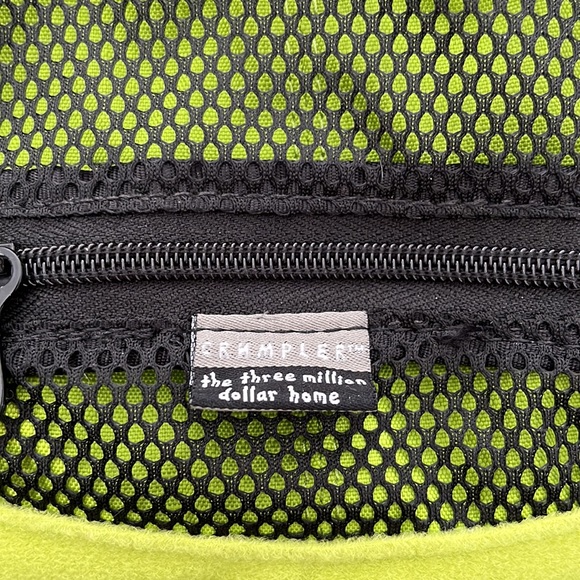 CRUMPLER™
the three million
dollar home